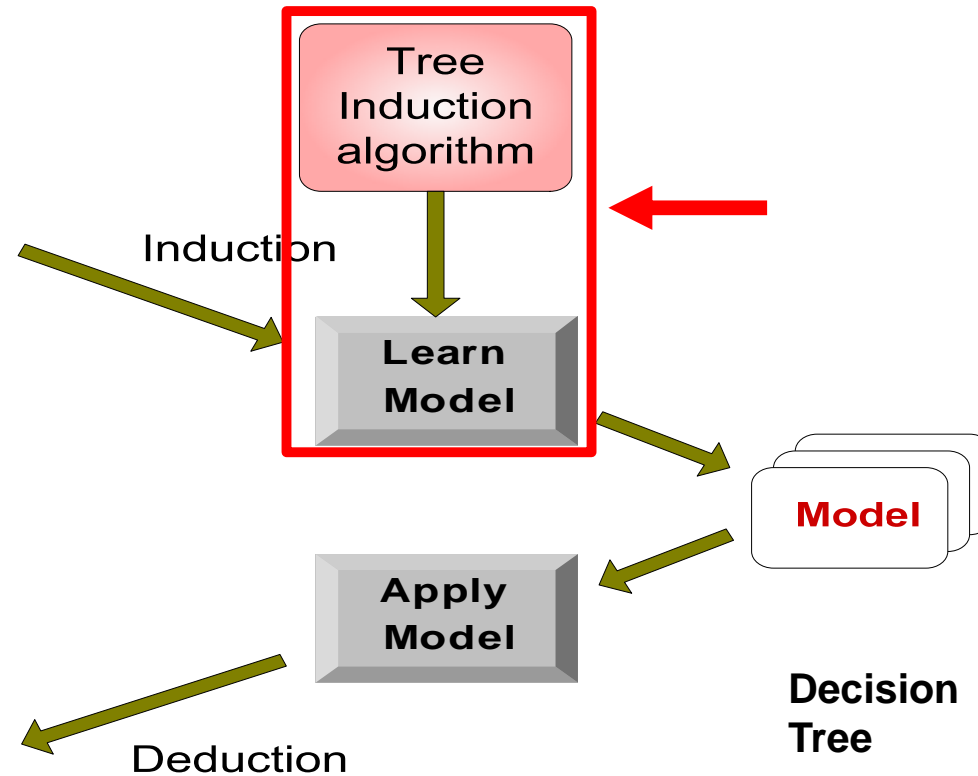 Tree
Induction
algorithm
Induction
Learn
Model
Model
Apply
Model
Decision
Tree
Deduction